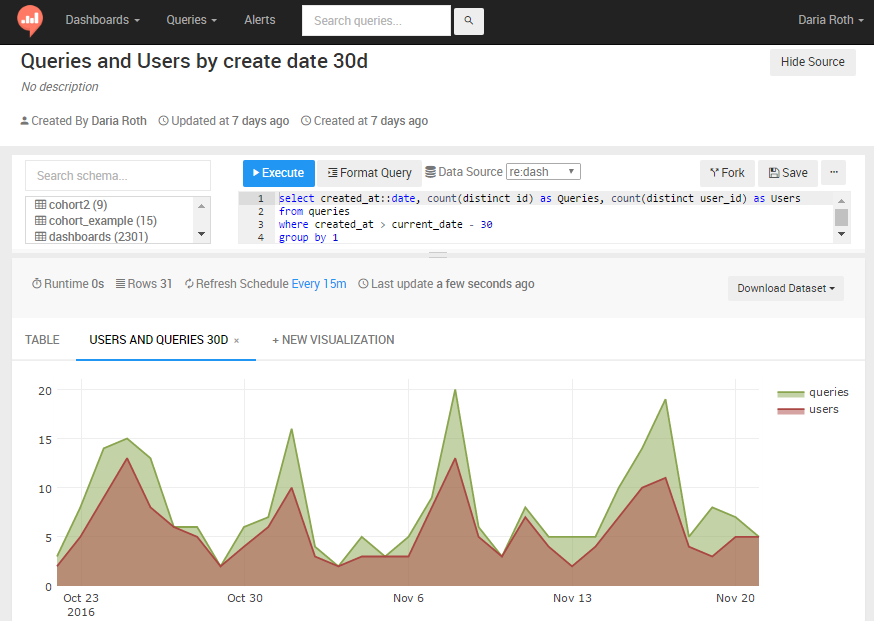 Dashboards Queries Alerts Search queries... Daria Roth
Queries and Users by create date 30d
Hide Source
No description
Created By Daria Roth Updated at 7 days ago Created at 7 days ago
Search schema...
Execute Format Query Data Source re:dash Fork Save ...
cohort2 (9)
cohort_example (15)
dashboards (2301)
1 select created_at::date, count(distinct id) as Queries, count(distinct user_id) as Users
2 from queries
3 where created_at > current_date - 30
4 group by 1
Runtime 0s Rows 31 Refresh Schedule Every 15m Last update a few seconds ago
Download Dataset
TABLE USERS AND QUERIES 30D × + NEW VISUALIZATION
queries
users
20
15
10
5
0
Oct 23 Oct 30 Nov 6 Nov 13 Nov 20
2016